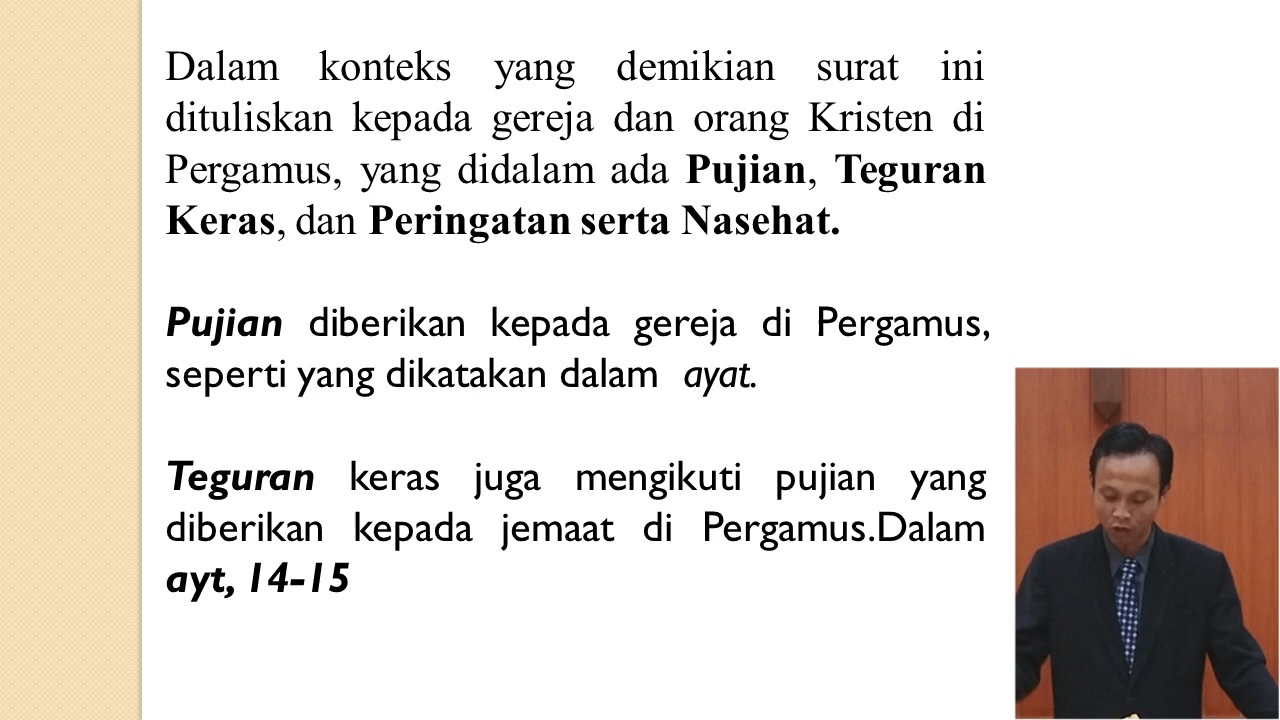 Dalam konteks yang demikian surat ini
dituliskan kepada gereja dan orang Kristen di
Pergamus, yang didalam ada Pujian, Teguran
Keras, dan Peringatan serta Nasehat.
Pujian diberikan kepada gereja di Pergamus,
seperti yang dikatakan dalam ayat.
Teguran keras juga mengikuti pujian yang
diberikan kepada jemaat di Pergamus.Dalam
ayt, 14-15